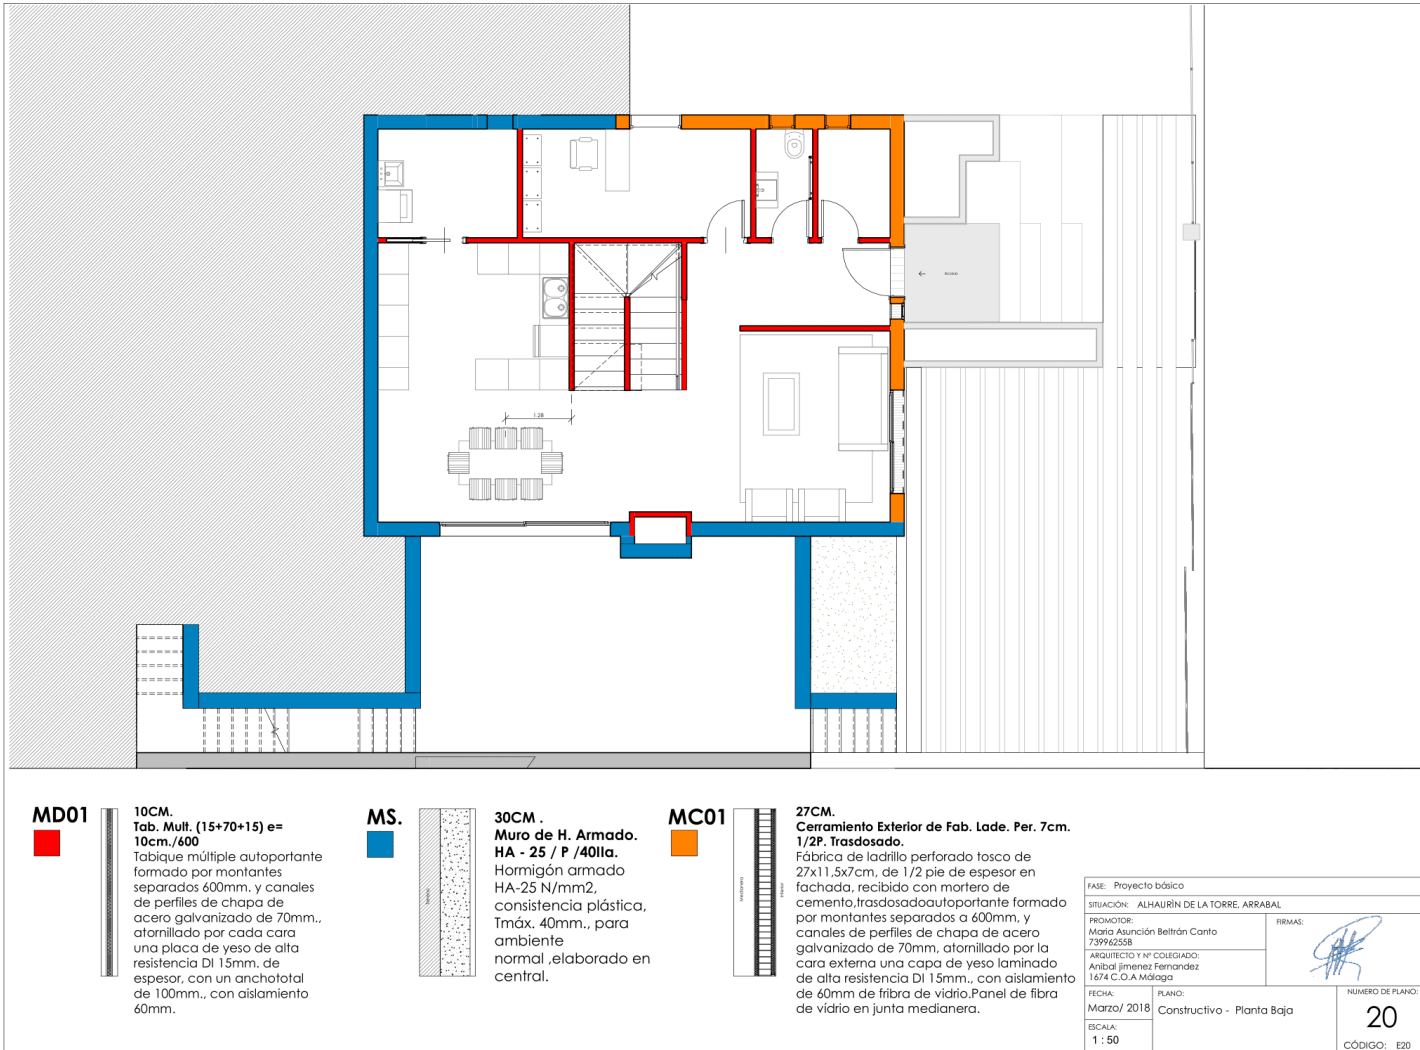 1.28
ACCESO
MD01
10CM.
Tab. Mult. (15+70+15) e=
10cm./600
Tabique múltiple autoportante
formado por montantes
separados 600mm. y canales
de perfiles de chapa de
acero galvanizado de 70mm.,
atornillado por cada cara
una placa de yeso de alta
resistencia DI 15mm. de
espesor, con un anchototal
de 100mm., con aislamiento
60mm.
MS.
Terreno
30CM .
Muro de H. Armado.
HA - 25 / P /40IIa.
Hormigón armado
HA-25 N/mm2,
consistencia plástica,
Tmáx. 40mm., para
ambiente
normal ,elaborado en
central.
MC01
Medianera
Interior
27CM.
Cerramiento Exterior de Fab. Lade. Per. 7cm.
1/2P. Trasdosado.
Fábrica de ladrillo perforado tosco de
27x11,5x7cm, de 1/2 pie de espesor en
fachada, recibido con mortero de
cemento,trasdosadoautoportante formado
por montantes separados a 600mm, y
canales de perfiles de chapa de acero
galvanizado de 70mm, atornillado por la
cara externa una capa de yeso laminado
de alta resistencia DI 15mm., con aislamiento
de 60mm de fribra de vidrio.Panel de fibra
de vídrio en junta medianera.
FASE: Proyecto básico
SITUACIÓN: ALHAURÍN DE LA TORRE, ARRABAL
PROMOTOR:
Maria Asunción Beltrán Canto
73996255B
FIRMAS:
ARQUITECTO Y Nº COLEGIADO:
Anibal jimenez Fernandez
1674 C.O.A Málaga
FECHA:
Marzo/ 2018
PLANO:
Constructivo - Planta Baja
ESCALA:
1 : 50
NUMERO DE PLANO:
20
CÓDIGO: E20